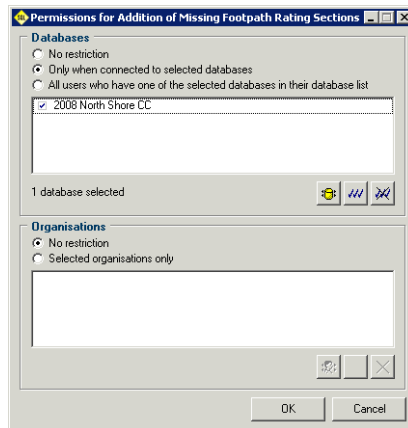 Permissions for Addition of Missing Footpath Rating Sections
Databases
No restriction
Only when connected to selected databases
All users who have one of the selected databases in their database list
2008 North Shore CC
1 database selected
Organisations
No restriction
Selected organisations only
OK
Cancel